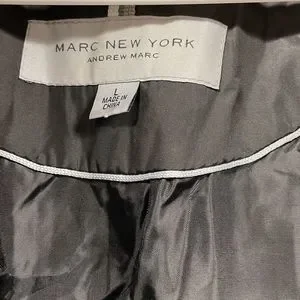 MARC NEW YORK
ANDREW MARC
L
MADE IN
CHINA